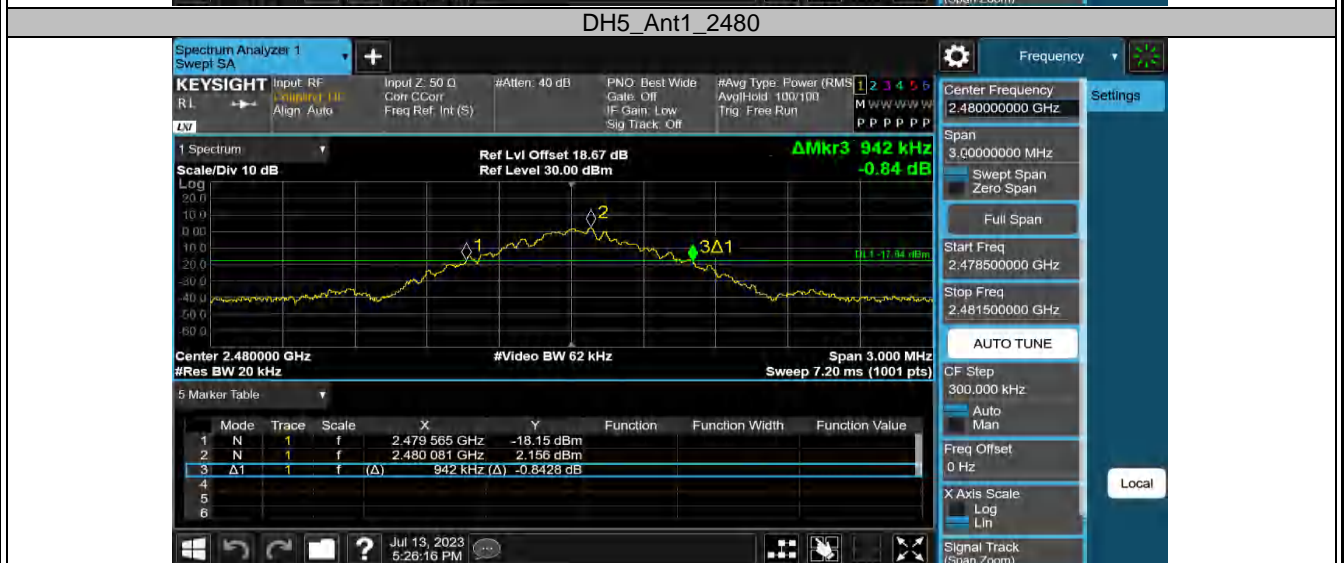 (Span Zoom)
DH5_Ant1_2480
Spectrum Analyzer 1
Swept SA
+
Frequency
KEYSIGHT
Input: RF
Input Z: 50 Ω
#Atten: 40 dB
PNO: Best Wide
#Avg Type: Power (RMS
1 2 3 4 5 6
Center Frequency
Settings
RL
Corr CCorr
Gate: Off
Avg|Hold: 100/100
M W W W W W
2.480000000 GHz
Align: Auto
Freq Ref: Int (S)
IF Gain: Low
Trig: Free Run
LXI
Sig Track: Off
P P P P P P
Span
3.00000000 MHz
1 Spectrum
Ref Lvl Offset 18.67 dB
ΔMkr3 942 kHz
Scale/Div 10 dB
Ref Level 30.00 dBm
-0.84 dB
Swept Span
Zero Span
Log
20.0
10.0
0.00
-10.0
-20.0
-30.0
-40.0
-50.0
-60.0
1
2
3Δ1
DL1 -17.84 dBm
Full Span
Start Freq
2.478500000 GHz
Stop Freq
2.481500000 GHz
AUTO TUNE
Center 2.480000 GHz
#Video BW 62 kHz
Span 3.000 MHz
#Res BW 20 kHz
Sweep 7.20 ms (1001 pts)
CF Step
300.000 kHz
Auto
Man
5 Marker Table
Mode Trace Scale X Y Function Function Width Function Value
1 N 1 f 2.479 565 GHz -18.15 dBm
2 N 1 f 2.480 081 GHz 2.156 dBm
3 Δ1 1 f (Δ) 942 kHz (Δ) -0.8428 dB
4
5
6
Freq Offset
0 Hz
Local
X Axis Scale
Log
Lin
Signal Track
(Span Zoom)
?
Jul 13, 2023
5:26:16 PM